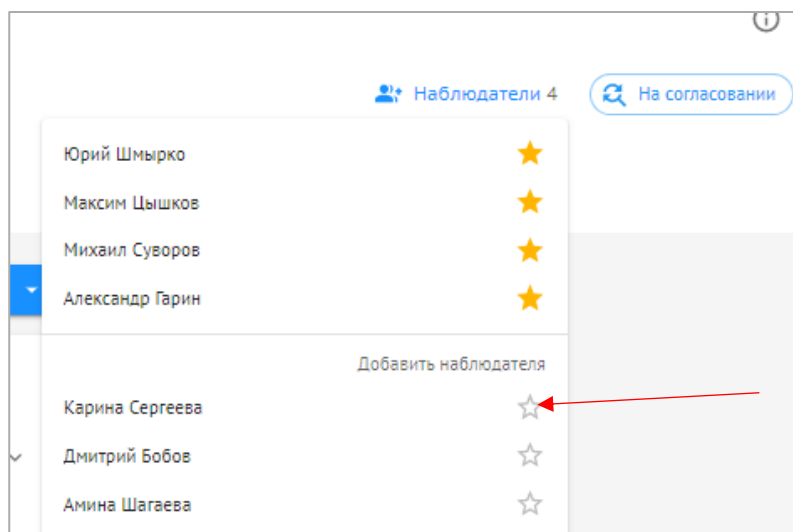 Наблюдатели 4
На согласовании
Юрий Шмырко
Максим Цышков
Михаил Суворов
Александр Гарин
Добавить наблюдателя
Карина Сергеева
Дмитрий Бобов
Амина Шагаева